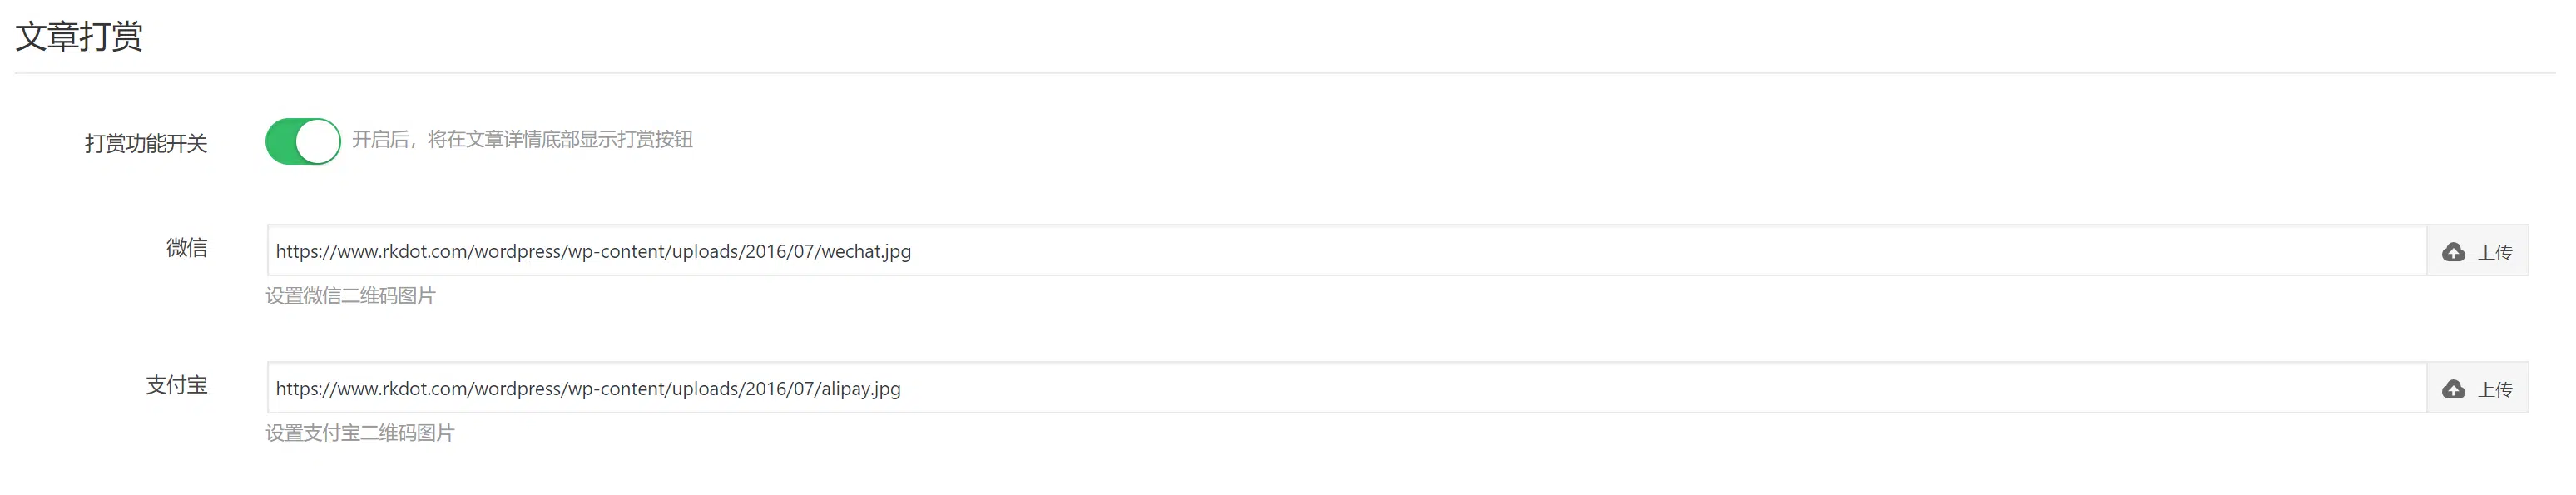 文章打赏
打赏功能开关
开启后，将在文章详情底部显示打赏按钮
微信
https://www.rkdot.com/wordpress/wp-content/uploads/2016/07/wechat.jpg
上传
设置微信二维码图片
支付宝
https://www.rkdot.com/wordpress/wp-content/uploads/2016/07/alipay.jpg
上传
设置支付宝二维码图片